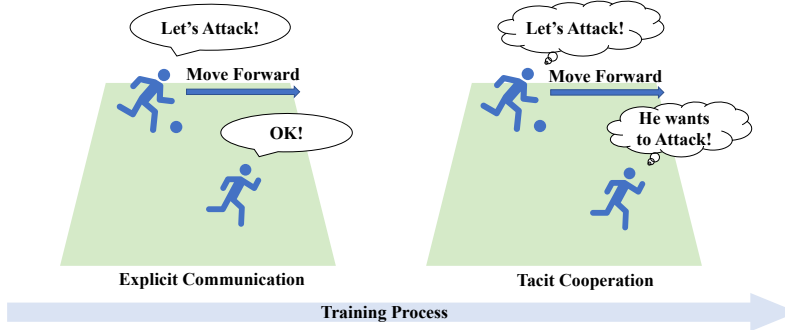 Let's Attack!
Move Forward
OK!
Explicit Communication
Let's Attack!
Move Forward
He wants
to Attack!
Tacit Cooperation
Training Process